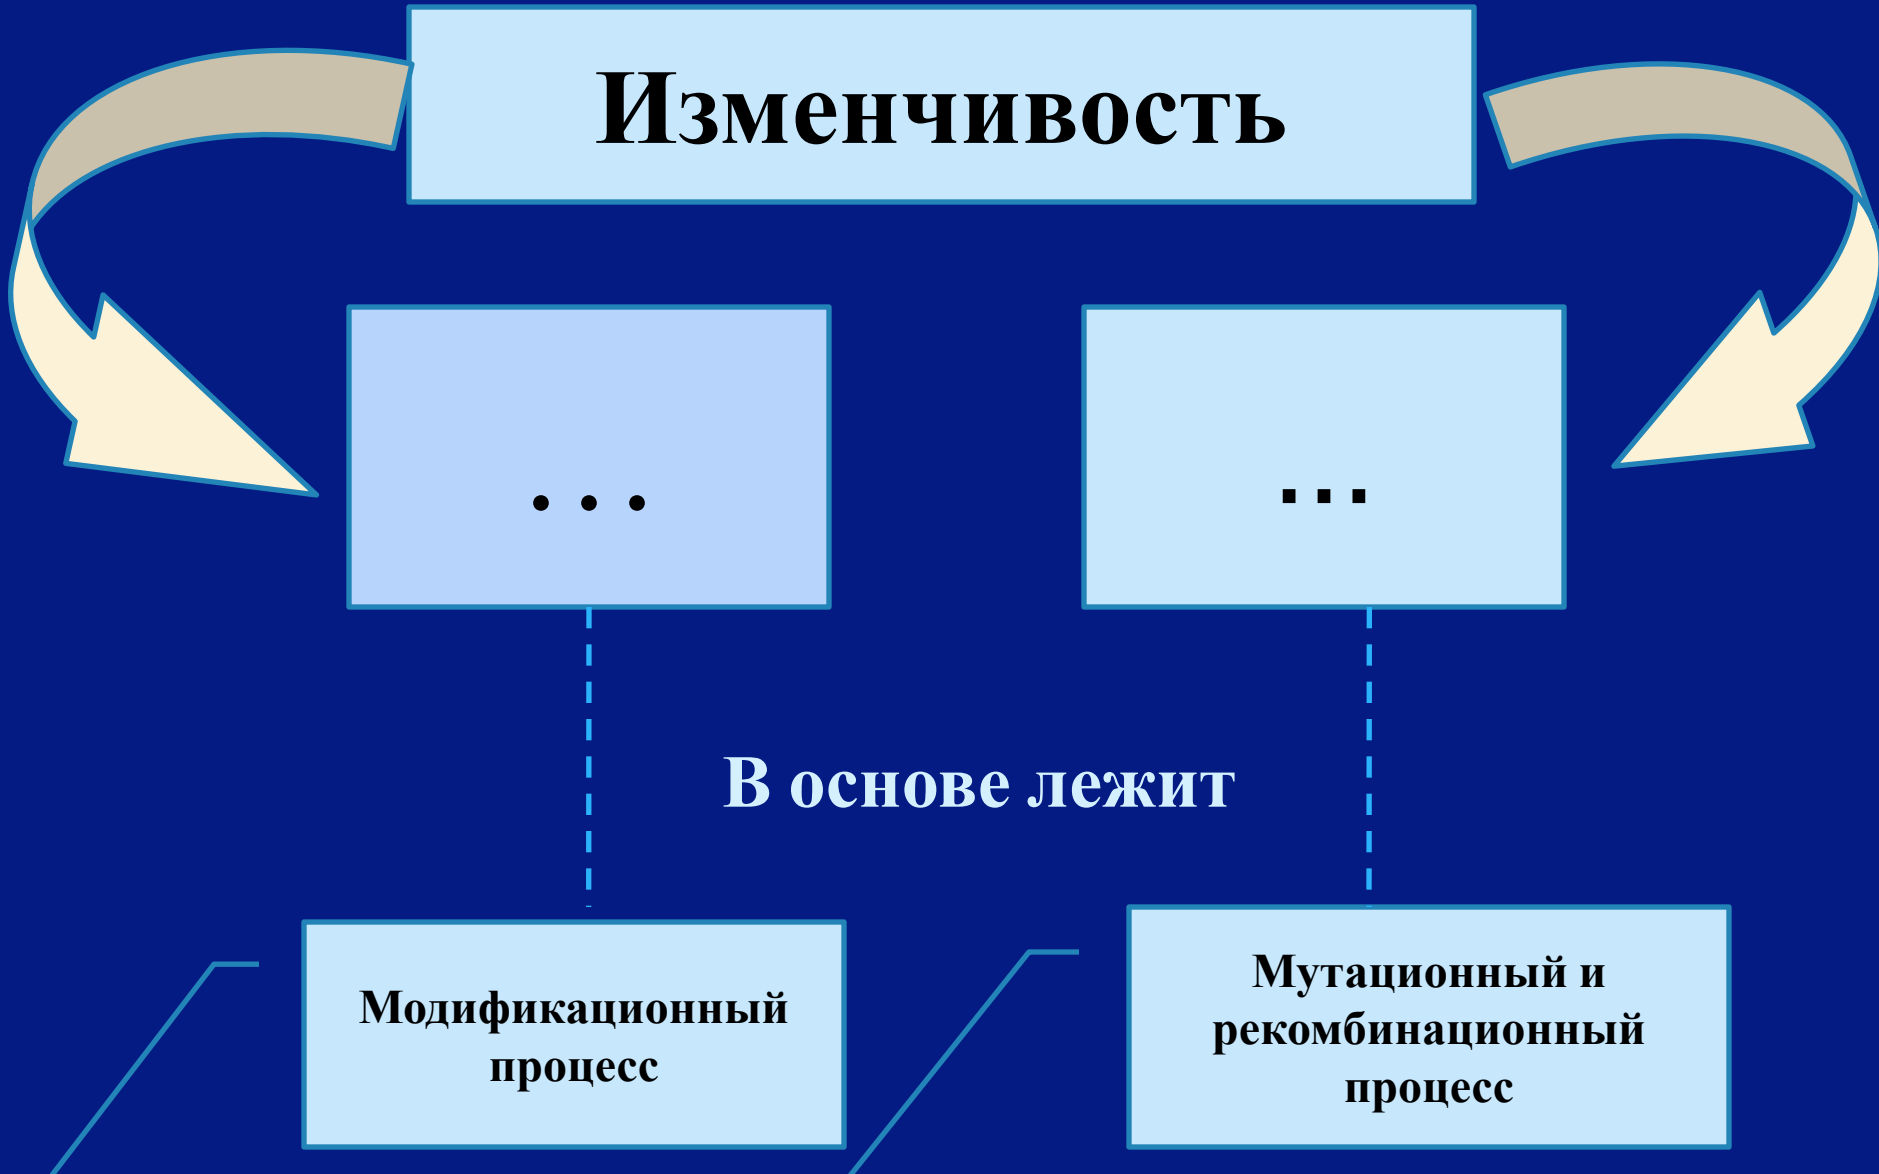 Изменчивость
...
...
В основе лежит
Модификационный
процесс
Мутационный и
рекомбинационный
процесс